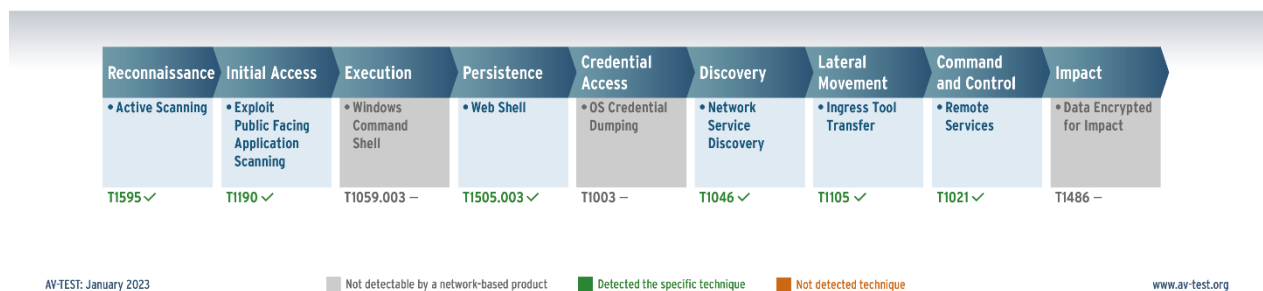 Reconnaissance
Initial Access
Execution
Persistence
Credential
Access
Discovery
Lateral
Movement
Command
and Control
Impact
• Active Scanning
• Exploit
Public Facing
Application
Scanning
• Windows
Command
Shell
• Web Shell
• OS Credential
Dumping
• Network
Service
Discovery
• Ingress Tool
Transfer
• Remote
Services
• Data Encrypted
for Impact
T1595 ✓
T1190 ✓
T1059.003 –
T1505.003 ✓
T1003 –
T1046 ✓
T1105 ✓
T1021 ✓
T1486 –
AV-TEST: January 2023
Not detectable by a network-based product
Detected the specific technique
Not detected technique
www.av-test.org